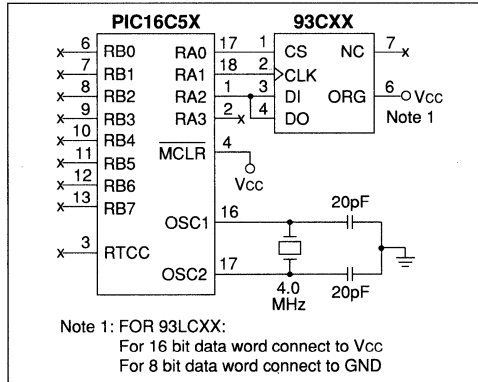 PIC16C5X 93CXX
x 6 RB0 RA0 17 1 CS NC 7 x
x 7 RB1 RA1 18 2 CLK
x 8 RB2 RA2 1 3 DI ORG 6 Vcc
x 9 RB3 RA3 2 x 4 DO Note 1
x 10 RB4 MCLR 4
x 11 RB5 Vcc
x 12 RB6
x 13 RB7
OSC1 16 20pF
x 3 RTCC
OSC2 17
4.0 MHz 20pF
Note 1: FOR 93LCXX:
For 16 bit data word connect to Vcc
For 8 bit data word connect to GND